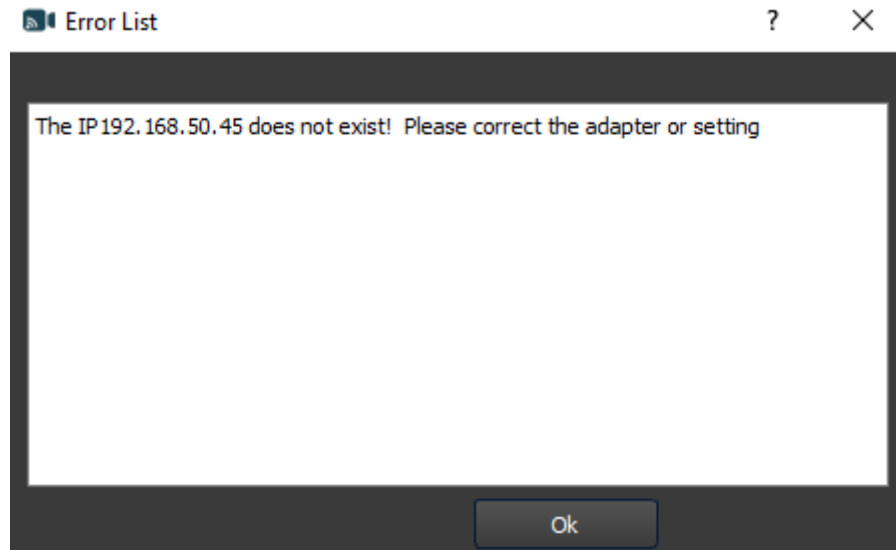 Error List
?
The IP192.168.50.45 does not exist!  Please correct the adapter or setting
Ok